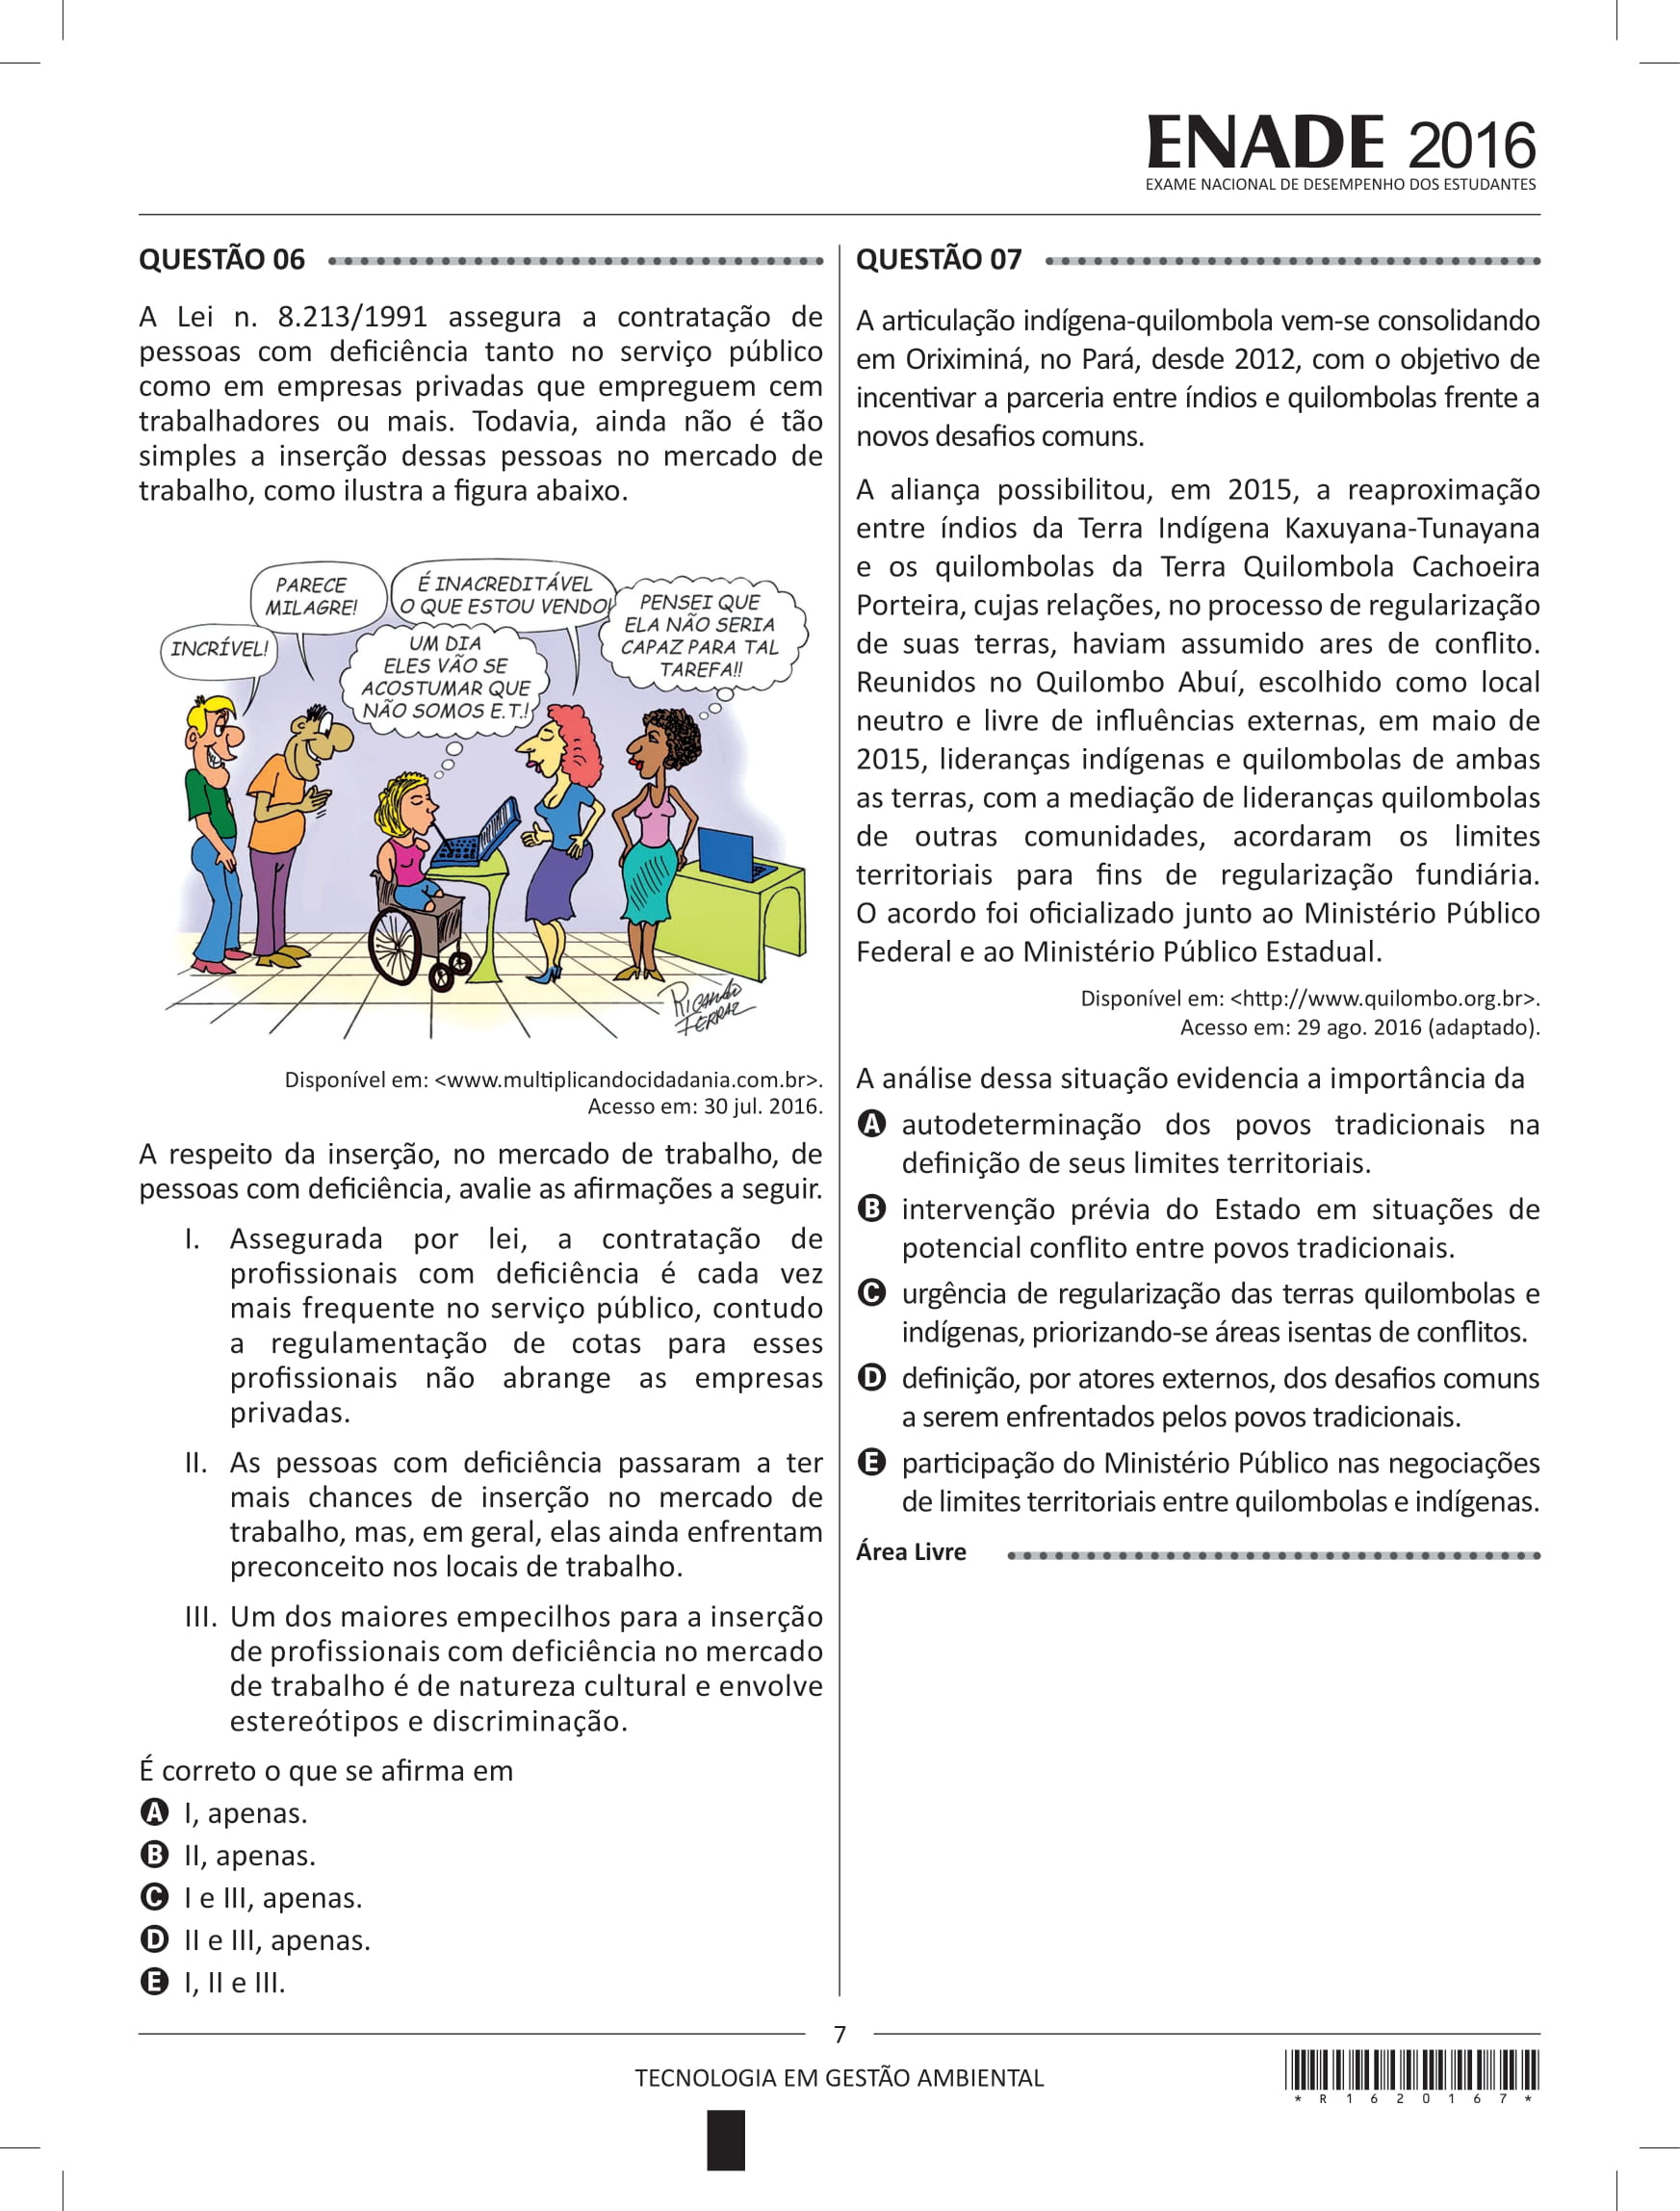 ENADE 2016
EXAME NACIONAL DE DESEMPENHO DOS ESTUDANTES
QUESTÃO 06
A Lei n. 8.213/1991 assegura a contratação de
pessoas com deficiência tanto no serviço público
como em empresas privadas que empreguem cem
trabalhadores ou mais. Todavia, ainda não é tão
simples a inserção dessas pessoas no mercado de
trabalho, como ilustra a figura abaixo.
INCRÍVEL!
PARECE
MILAGRE!
É INACREDITÁVEL
O QUE ESTOU VENDO!
UM DIA
ELES VÃO SE
ACOSTUMAR QUE
NÃO SOMOS E.T.!
PENSEI QUE
ELA NÃO SERIA
CAPAZ PARA TAL
TAREFA!!
RICARDO
FERRAZ
Disponível em: <www.multiplicandocidadania.com.br>.
Acesso em: 30 jul. 2016.
A respeito da inserção, no mercado de trabalho, de
pessoas com deficiência, avalie as afirmações a seguir.
I. Assegurada por lei, a contratação de
profissionais com deficiência é cada vez
mais frequente no serviço público, contudo
a regulamentação de cotas para esses
profissionais não abrange as empresas
privadas.
II. As pessoas com deficiência passaram a ter
mais chances de inserção no mercado de
trabalho, mas, em geral, elas ainda enfrentam
preconceito nos locais de trabalho.
III. Um dos maiores empecilhos para a inserção
de profissionais com deficiência no mercado
de trabalho é de natureza cultural e envolve
estereótipos e discriminação.
É correto o que se afirma em
A I, apenas.
B II, apenas.
C I e III, apenas.
D II e III, apenas.
E I, II e III.
QUESTÃO 07
A articulação indígena-quilombola vem-se consolidando
em Oriximiná, no Pará, desde 2012, com o objetivo de
incentivar a parceria entre índios e quilombolas frente a
novos desafios comuns.
A aliança possibilitou, em 2015, a reaproximação
entre índios da Terra Indígena Kaxuyana-Tunayana
e os quilombolas da Terra Quilombola Cachoeira
Porteira, cujas relações, no processo de regularização
de suas terras, haviam assumido ares de conflito.
Reunidos no Quilombo Abuí, escolhido como local
neutro e livre de influências externas, em maio de
2015, lideranças indígenas e quilombolas de ambas
as terras, com a mediação de lideranças quilombolas
de outras comunidades, acordaram os limites
territoriais para fins de regularização fundiária.
O acordo foi oficializado junto ao Ministério Público
Federal e ao Ministério Público Estadual.
Disponível em: <http://www.quilombo.org.br>.
Acesso em: 29 ago. 2016 (adaptado).
A análise dessa situação evidencia a importância da
A autodeterminação dos povos tradicionais na
definição de seus limites territoriais.
B intervenção prévia do Estado em situações de
potencial conflito entre povos tradicionais.
C urgência de regularização das terras quilombolas e
indígenas, priorizando-se áreas isentas de conflitos.
D definição, por atores externos, dos desafios comuns
a serem enfrentados pelos povos tradicionais.
E participação do Ministério Público nas negociações
de limites territoriais entre quilombolas e indígenas.
Área Livre
7
TECNOLOGIA EM GESTÃO AMBIENTAL
* R 1 6 2 0 1 6 7 *